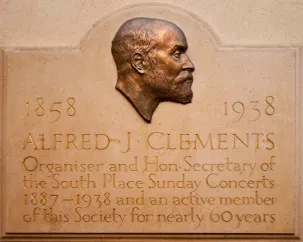 1858 1938
ALFRED · J · CLEMENTS
Organiser and Hon · Secretary of
the South Place Sunday Concerts
1887–1938 and an active member
of this Society for nearly 60 years